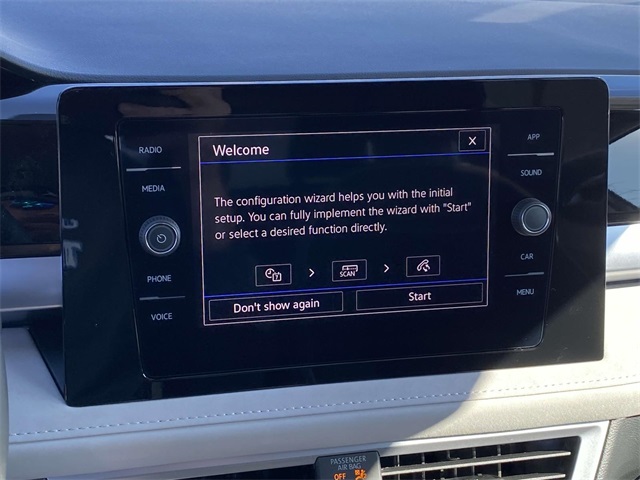 RADIO
MEDIA
PHONE
VOICE
Welcome
X
The configuration wizard helps you with the initial
setup. You can fully implement the wizard with "Start"
or select a desired function directly.
SCAN
Don't show again
Start
APP
SOUND
CAR
MENU
PASSENGER
AIR BAG
OFF